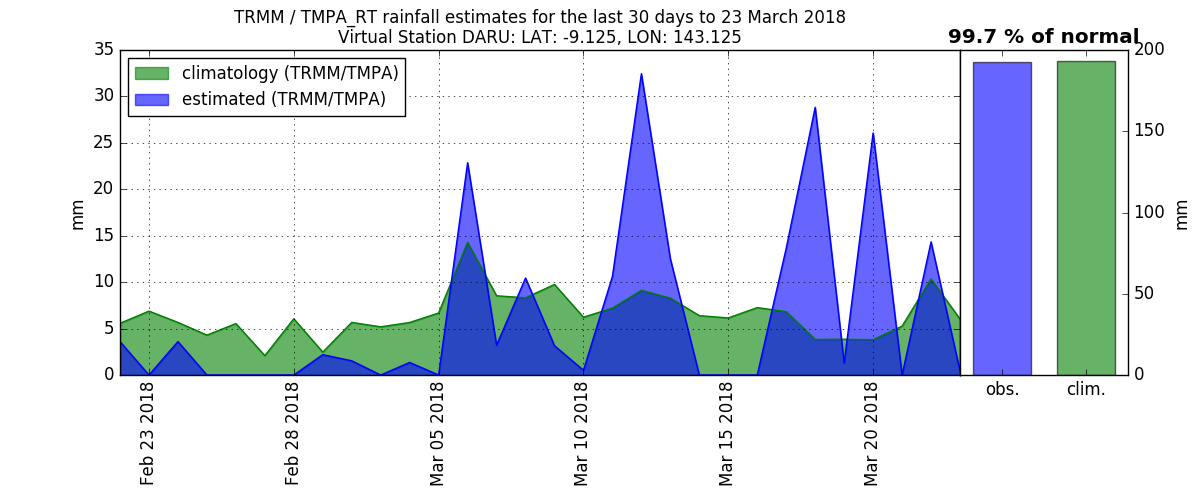 TRMM / TMPA_RT rainfall estimates for the last 30 days to 23 March 2018
Virtual Station DARU: LAT: -9.125, LON: 143.125
99.7 % of normal
climatology (TRMM/TMPA)
estimated (TRMM/TMPA)
35
30
25
20
15
10
5
0
mm
Feb 23 2018
Feb 28 2018
Mar 05 2018
Mar 10 2018
Mar 15 2018
Mar 20 2018
obs.
clim.
200
150
100
50
0
mm